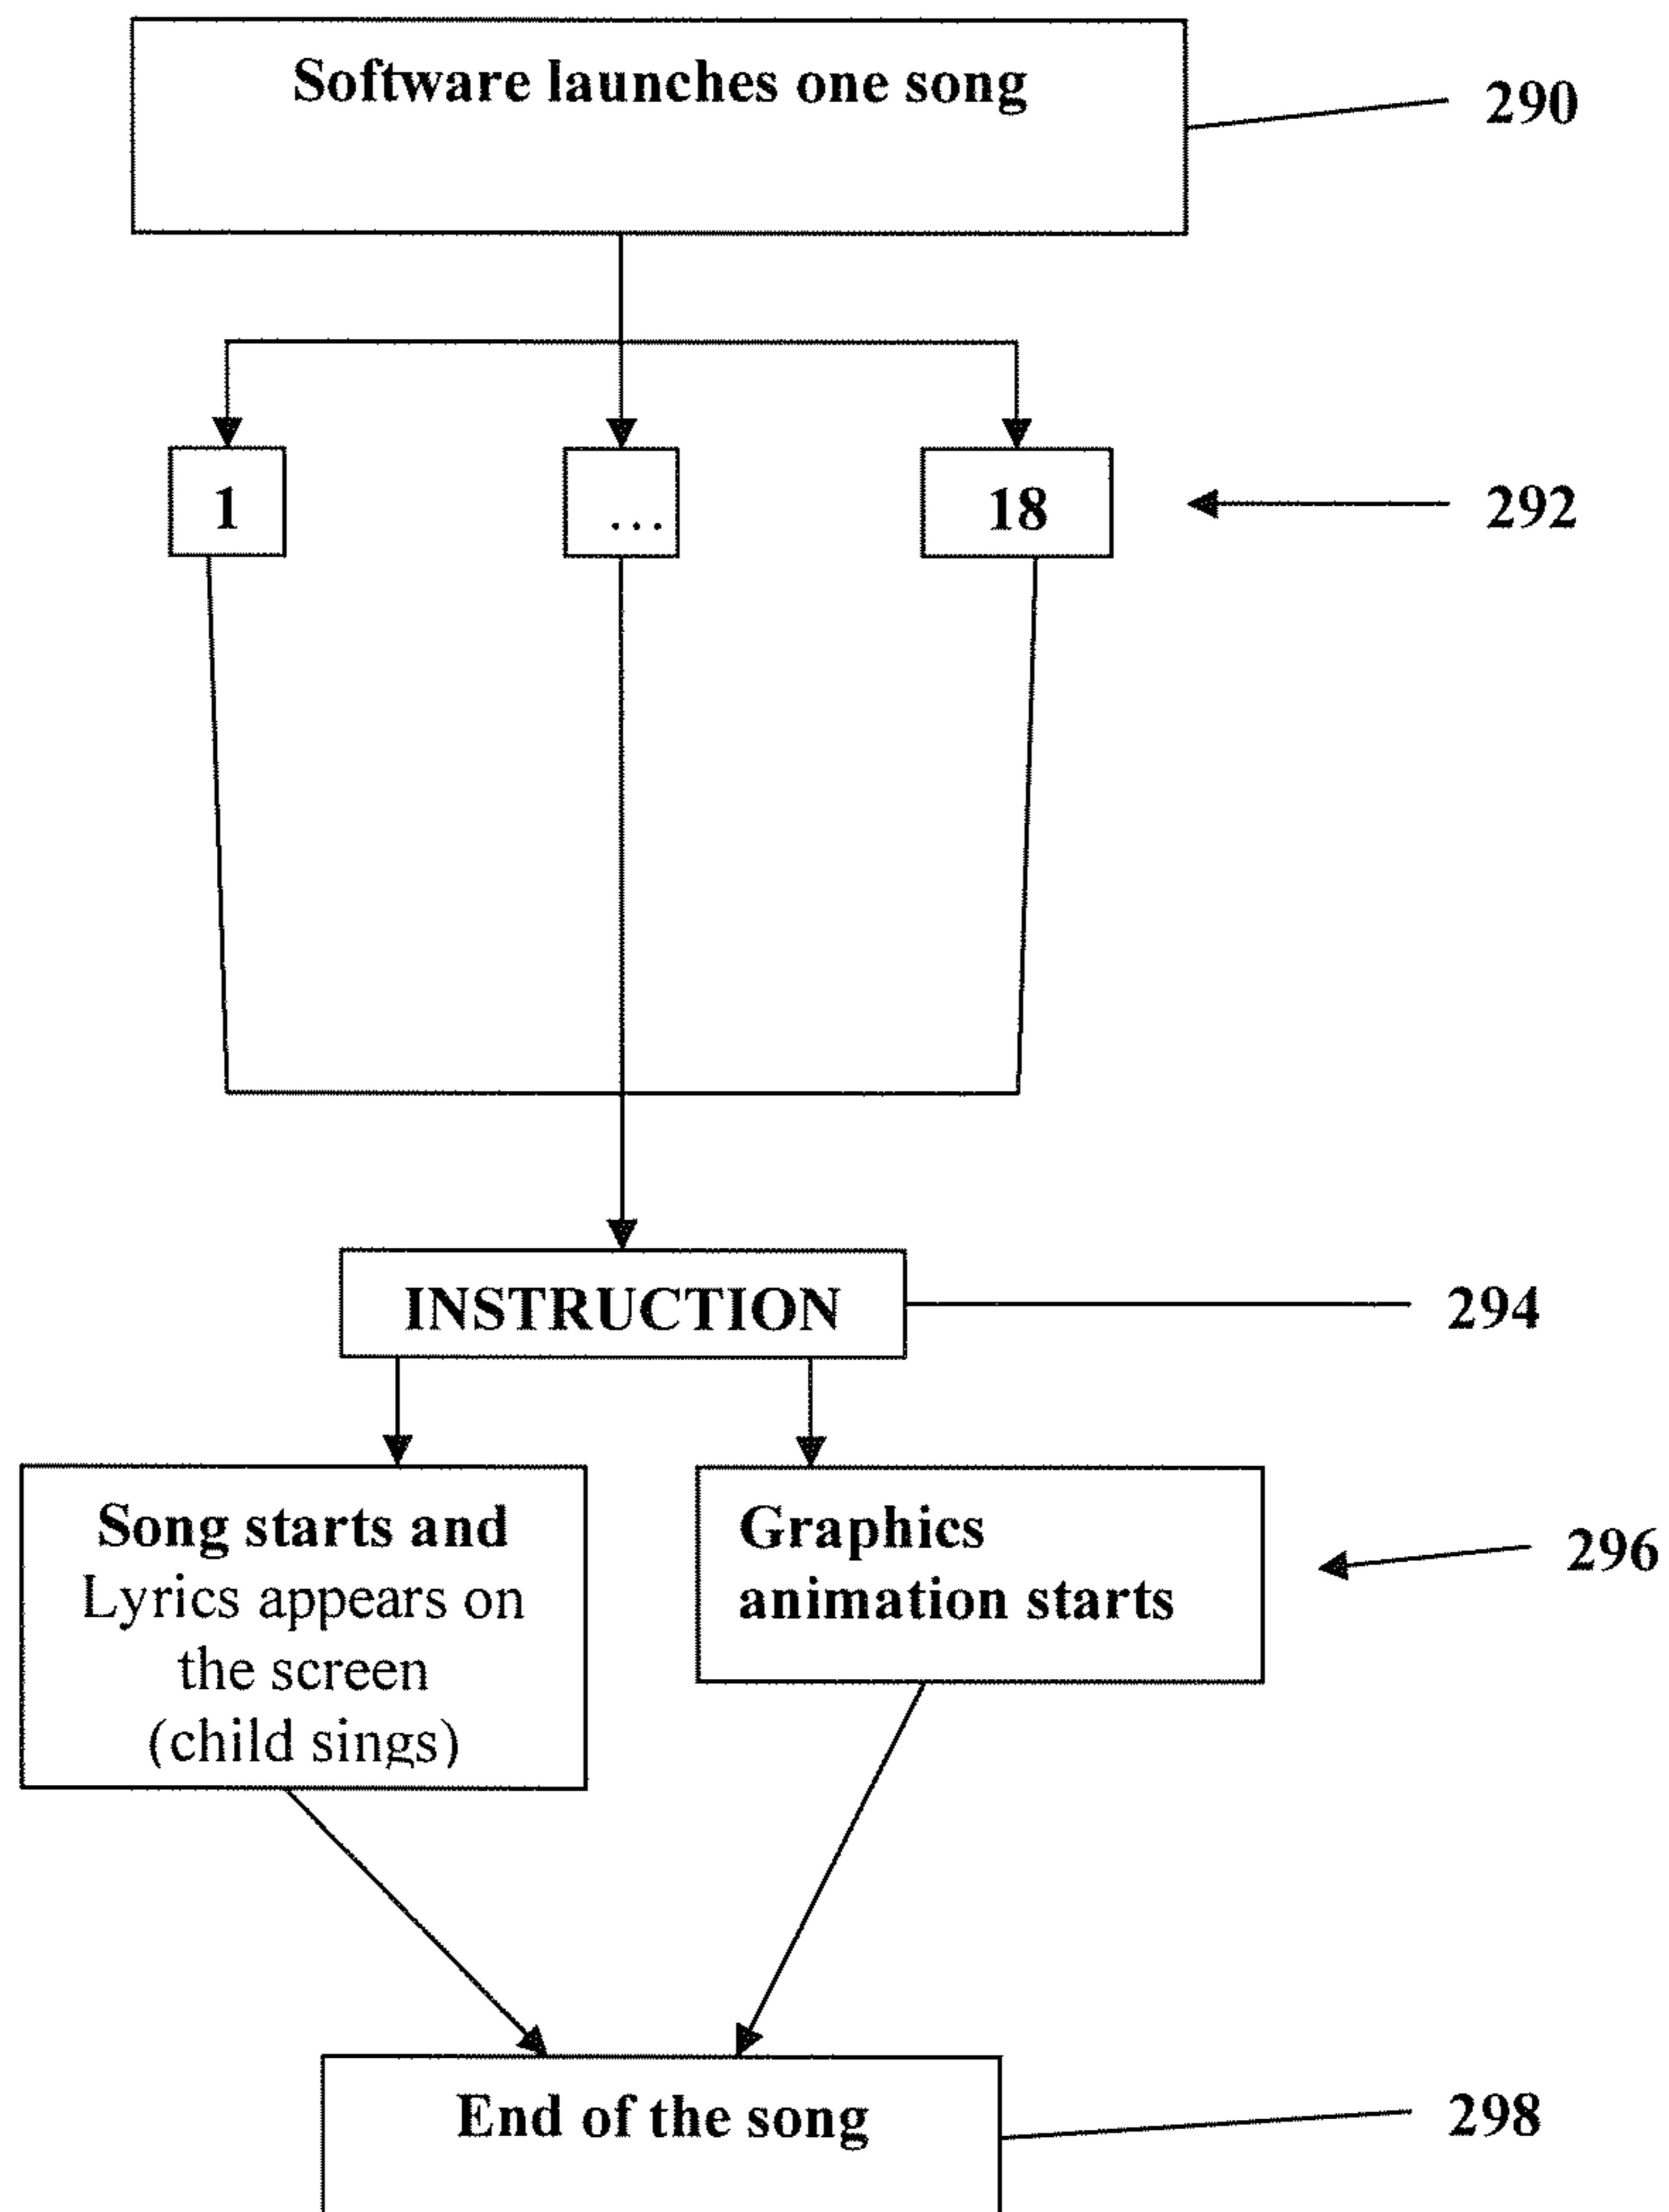 Software launches one song
290
1
...
18
292
INSTRUCTION
294
Song starts and
Lyrics appears on
the screen
(child sings)
Graphics
animation starts
296
End of the song
298